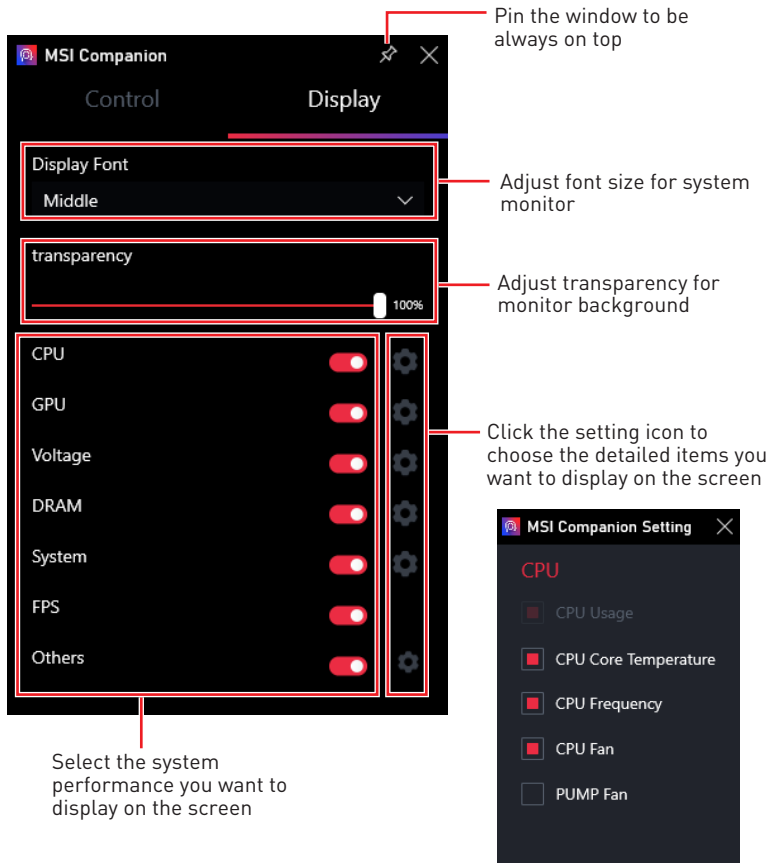 Pin the window to be
always on top
MSI Companion
Control
Display
Display Font
Middle
Adjust font size for system
monitor
transparency
100%
Adjust transparency for
monitor background
CPU
GPU
Voltage
DRAM
System
FPS
Others
Click the setting icon to
choose the detailed items you
want to display on the screen
MSI Companion Setting
CPU
CPU Usage
CPU Core Temperature
CPU Frequency
CPU Fan
PUMP Fan
Select the system
performance you want to
display on the screen